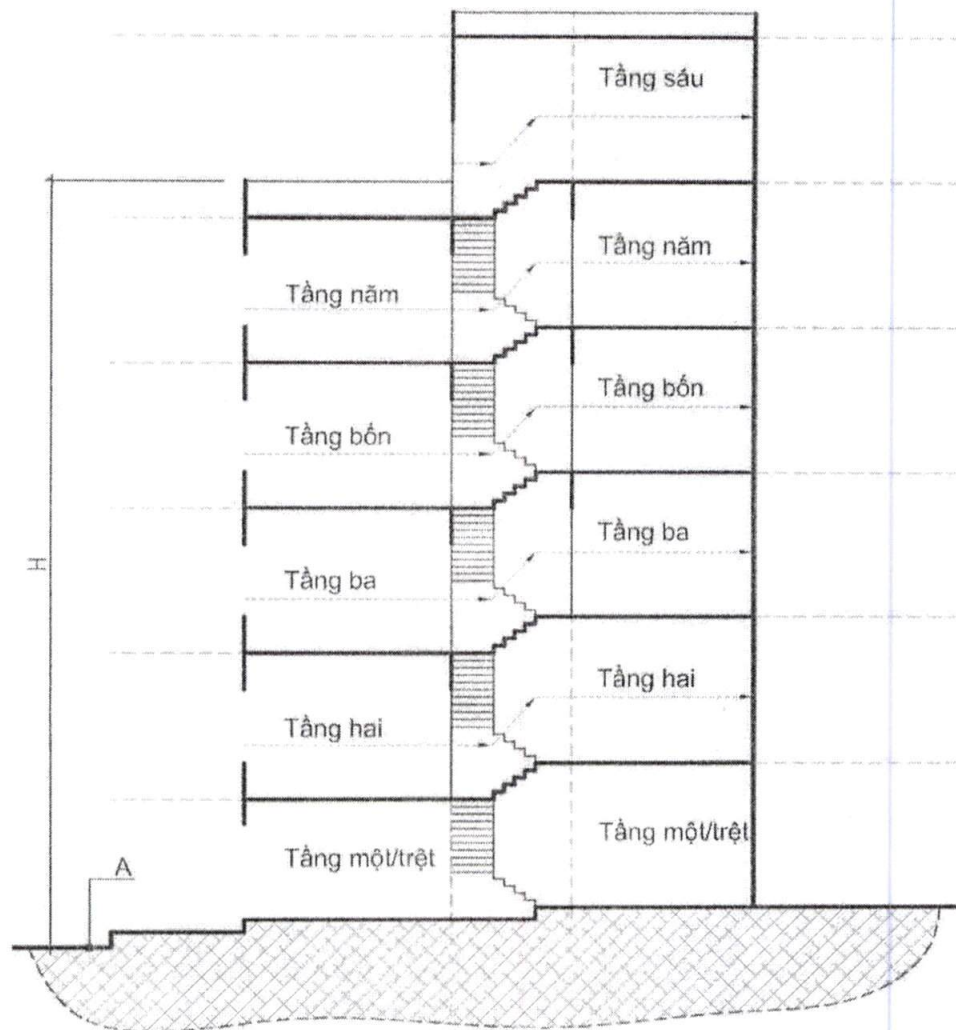 Tầng sáu
Tầng năm
Tầng năm
Tầng bốn
Tầng bốn
Tầng ba
H
Tầng ba
Tầng hai
Tầng hai
Tầng một/trệt
Tầng một/trệt
A